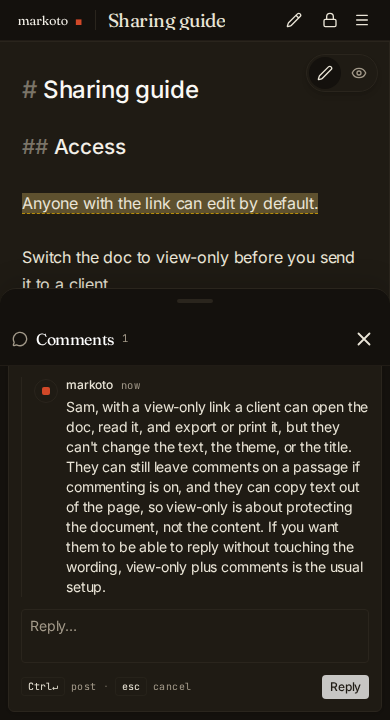 markoto
Sharing guide
# Sharing guide
## Access
Anyone with the link can edit by default.
Switch the doc to view-only before you send
it to a client
Comments 1
markoto now
Sam, with a view-only link a client can open the
doc, read it, and export or print it, but they
can't change the text, the theme, or the title.
They can still leave comments on a passage if
commenting is on, and they can copy text out
of the page, so view-only is about protecting
the document, not the content. If you want
them to be able to reply without touching the
wording, view-only plus comments is the usual
setup.
Reply...
Ctrl↵ post · esc cancel
Reply